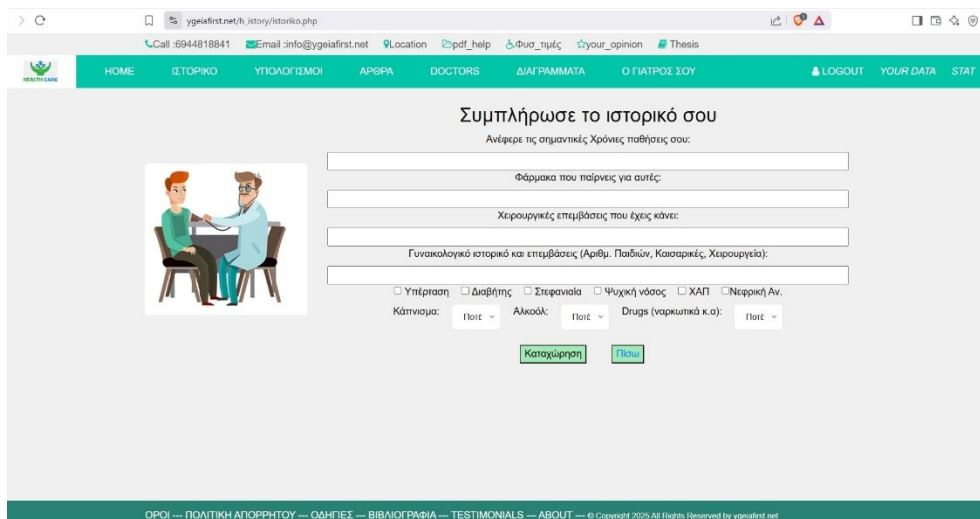 ygeiafirst.net/h_istory/istoriko.php
Call :6944818841 Email :info@ygeiafirst.net Location pdf_help Φυσ_τιμές your_opinion Thesis
HEALTH CARE HOME ΙΣΤΟΡΙΚΟ ΥΠΟΛΟΓΙΣΜΟΙ ΑΡΘΡΑ DOCTORS ΔΙΑΓΡΑΜΜΑΤΑ Ο ΓΙΑΤΡΟΣ ΣΟΥ LOGOUT YOUR DATA STAT
Συμπλήρωσε το ιστορικό σου
Ανέφερε τις σημαντικές Χρόνιες παθήσεις σου:
Φάρμακα που παίρνεις για αυτές:
Χειρουργικές επεμβάσεις που έχεις κάνει:
Γυναικολογικό ιστορικό και επεμβάσεις (Αριθμ. Παιδιών, Καισαρικές, Χειρουργεία):
Υπέρταση Διαβήτης Στεφανιαία Ψυχική νόσος ΧΑΠ Νεφρική Αν.
Κάπνισμα: Ποτέ Αλκοόλ: Ποτέ Drugs (ναρκωτικά κ.α): Ποτέ
Καταχώρηση Πίσω
ΟΡΟΙ --- ΠΟΛΙΤΙΚΗ ΑΠΟΡΡΗΤΟΥ --- ΟΔΗΓΙΕΣ --- ΒΙΒΛΙΟΓΡΑΦΙΑ --- TESTIMONIALS --- ABOUT --- © Copyright 2025 All Rights Reserved by ygeiafirst.net